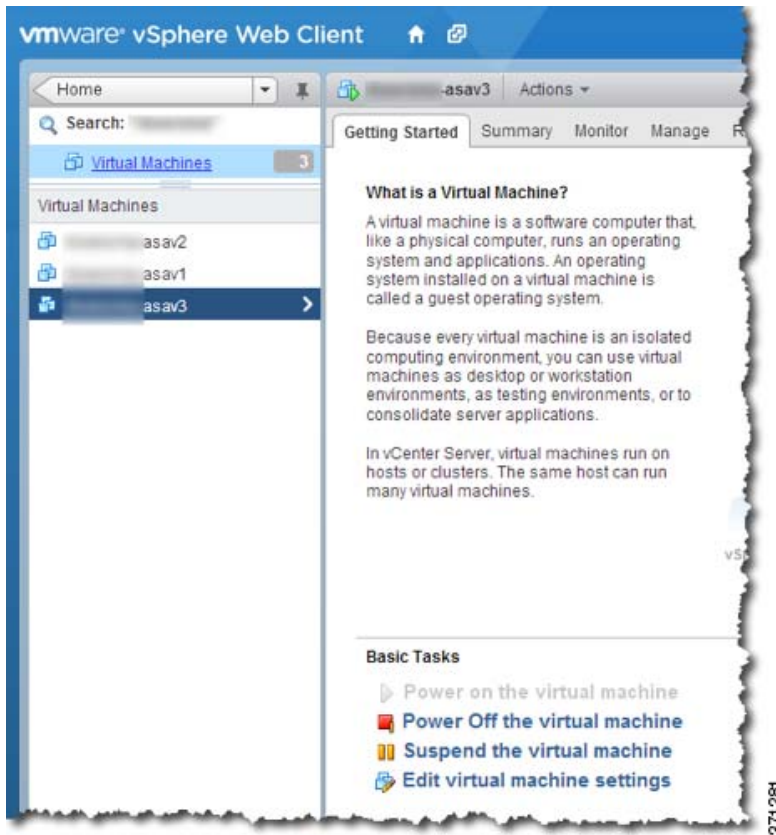 vmware® vSphere Web Client
Home
Search:
Virtual Machines 3
Virtual Machines
asav2
asav1
asav3
asav3 Actions
Getting Started Summary Monitor Manage R
What is a Virtual Machine?
A virtual machine is a software computer that,
like a physical computer, runs an operating
system and applications. An operating
system installed on a virtual machine is
called a guest operating system.
Because every virtual machine is an isolated
computing environment, you can use virtual
machines as desktop or workstation
environments, as testing environments, or to
consolidate server applications.
In vCenter Server, virtual machines run on
hosts or clusters. The same host can run
many virtual machines.
vSp
Basic Tasks
Power on the virtual machine
Power Off the virtual machine
Suspend the virtual machine
Edit virtual machine settings